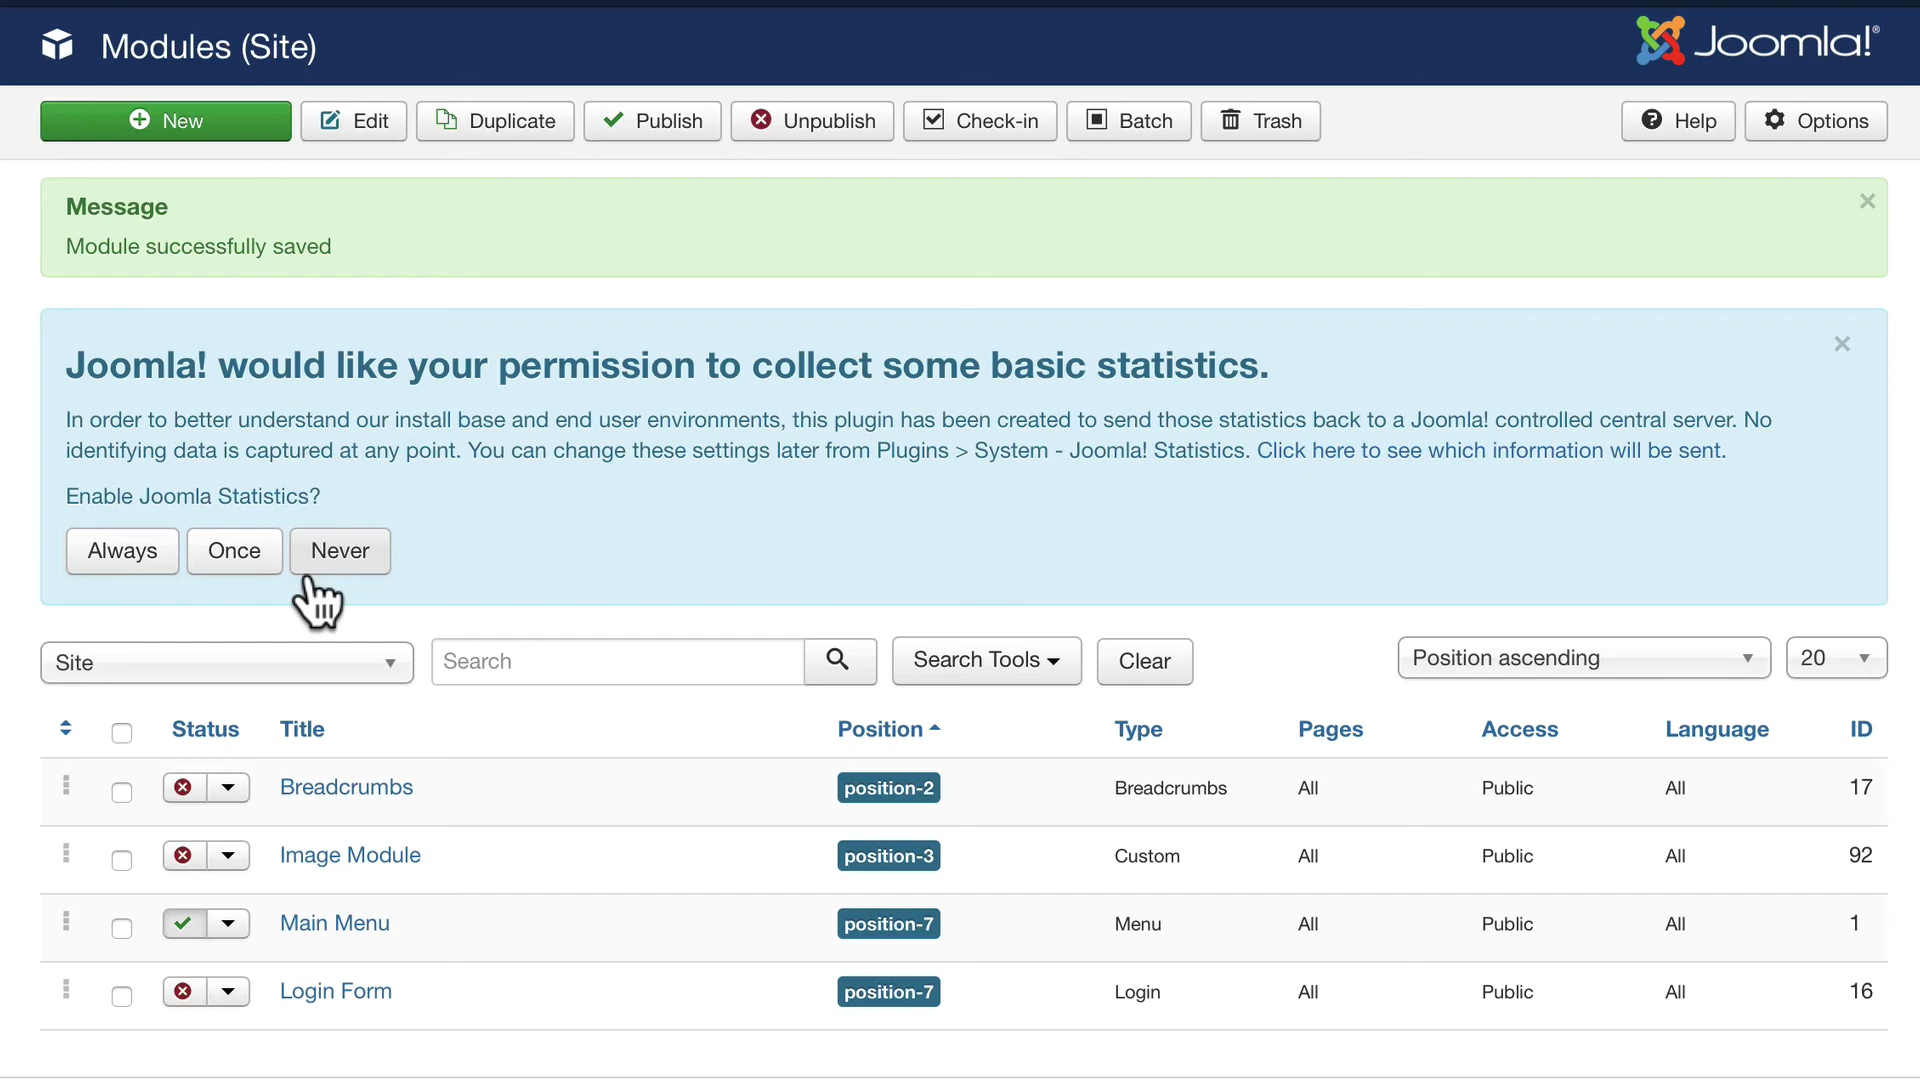 Modules (Site)
Joomla!®
New
Edit
Duplicate
Publish
Unpublish
Check-in
Batch
Trash
Help
Options
Message
×
Module successfully saved
Joomla! would like your permission to collect some basic statistics.
×
In order to better understand our install base and end user environments, this plugin has been created to send those statistics back to a Joomla! controlled central server. No
identifying data is captured at any point. You can change these settings later from Plugins > System - Joomla! Statistics. Click here to see which information will be sent.
Enable Joomla Statistics?
Always Once Never
Site
Search
Search Tools
Clear
Position ascending
20
Status Title Position Type Pages Access Language ID
Breadcrumbs position-2 Breadcrumbs All Public All 17
Image Module position-3 Custom All Public All 92
Main Menu position-7 Menu All Public All 1
Login Form position-7 Login All Public All 16